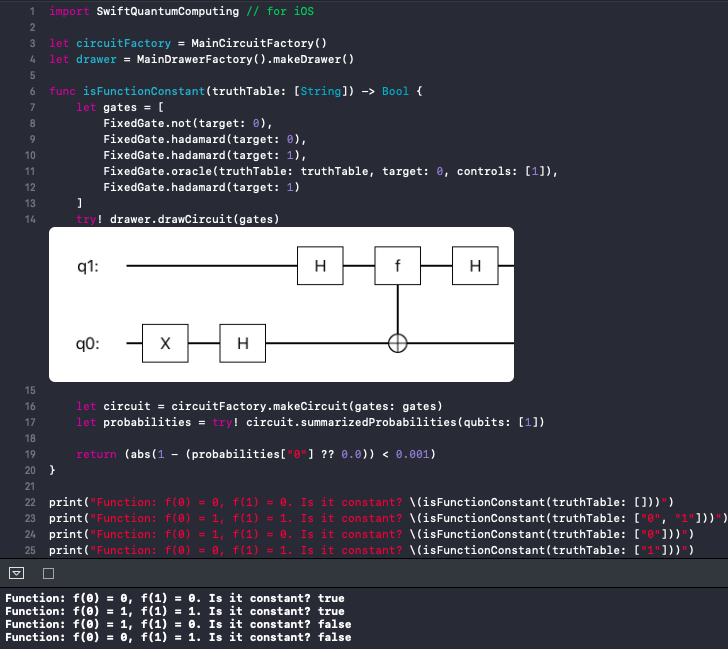 1 import SwiftQuantumComputing // for iOS
2
3 let circuitFactory = MainCircuitFactory()
4 let drawer = MainDrawerFactory().makeDrawer()
5
6 func isFunctionConstant(truthTable: [String]) -> Bool {
7 let gates = [
8 FixedGate.not(target: 0),
9 FixedGate.hadamard(target: 0),
10 FixedGate.hadamard(target: 1),
11 FixedGate.oracle(truthTable: truthTable, target: 0, controls: [1]),
12 FixedGate.hadamard(target: 1)
13 ]
14 try! drawer.drawCircuit(gates)
q1: H f H
q0: X H
15
16 let circuit = circuitFactory.makeCircuit(gates: gates)
17 let probabilities = try! circuit.summarizedProbabilities(qubits: [1])
18
19 return (abs(1 - (probabilities["0"] ?? 0.0)) < 0.001)
20 }
21
22 print("Function: f(0) = 0, f(1) = 0. Is it constant? \(isFunctionConstant(truthTable: []))")
23 print("Function: f(0) = 1, f(1) = 1. Is it constant? \(isFunctionConstant(truthTable: ["0", "1"]))")
24 print("Function: f(0) = 1, f(1) = 0. Is it constant? \(isFunctionConstant(truthTable: ["0"]))")
25 print("Function: f(0) = 0, f(1) = 1. Is it constant? \(isFunctionConstant(truthTable: ["1"]))")
Function: f(0) = 0, f(1) = 0. Is it constant? true
Function: f(0) = 1, f(1) = 1. Is it constant? true
Function: f(0) = 1, f(1) = 0. Is it constant? false
Function: f(0) = 0, f(1) = 1. Is it constant? false